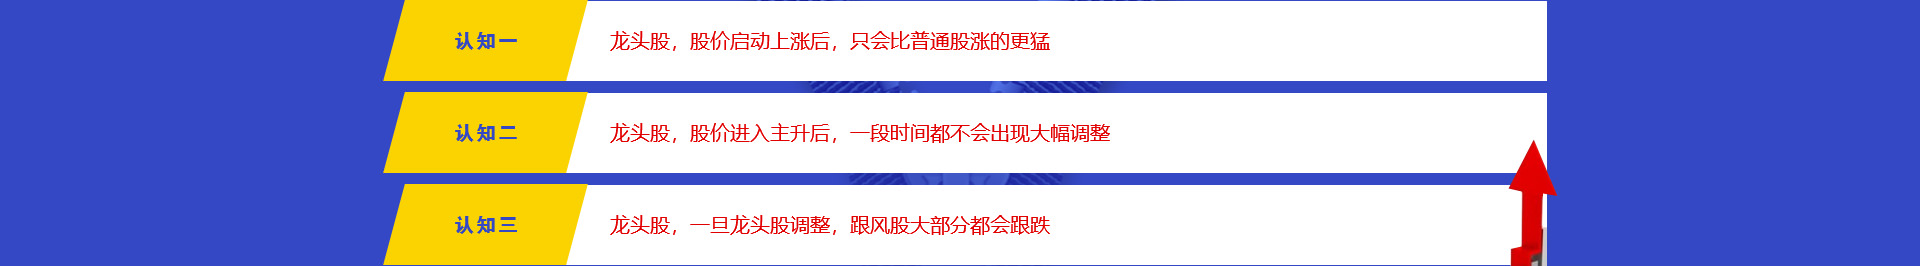 认知一
龙头股，股价启动上涨后，只会比普通股涨的更猛
认知二
龙头股，股价进入主升后，一段时间都不会出现大幅调整
认知三
龙头股，一旦龙头股调整，跟风股大部分都会跟跌